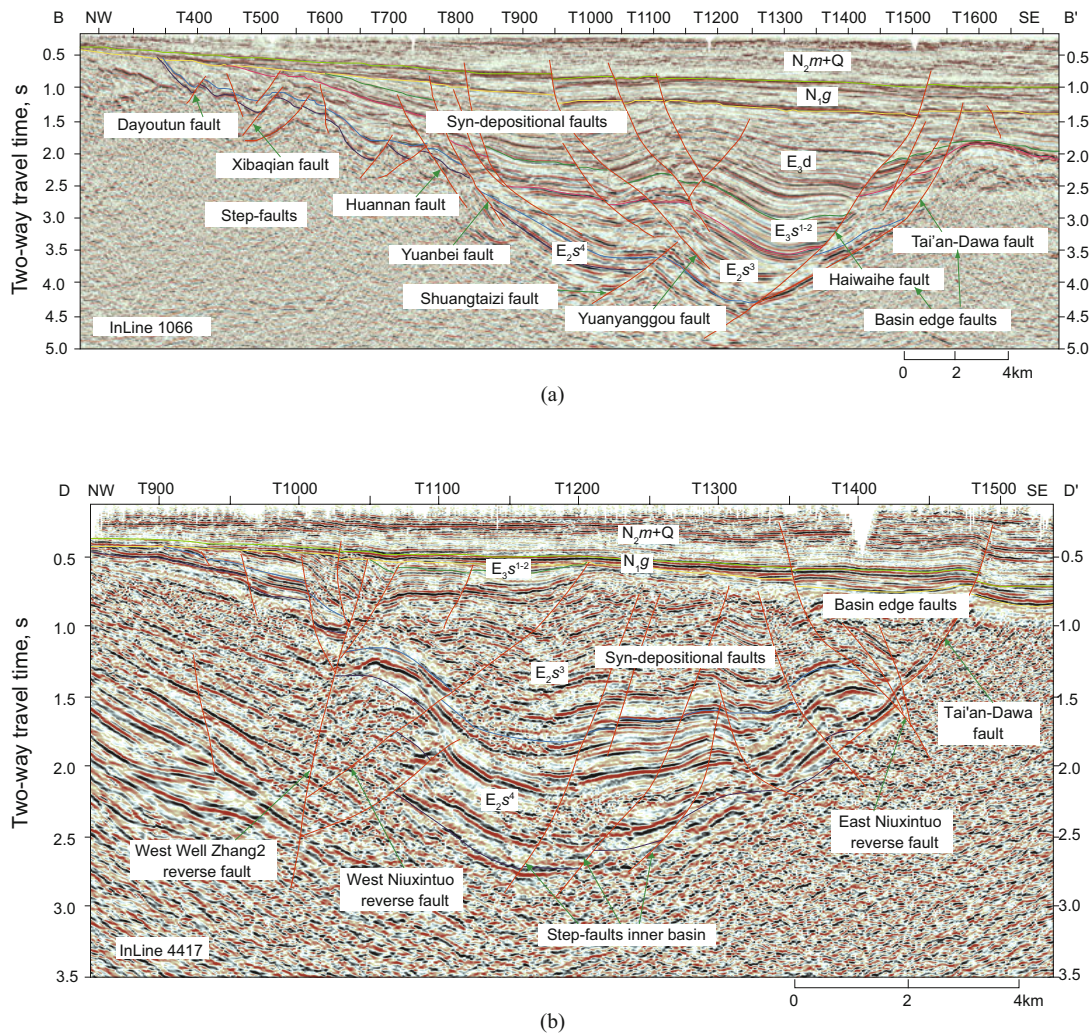 B NW T400 T500 T600 T700 T800 T900 T1000 T1100 T1200 T1300 T1400 T1500 T1600 SE B'
Two-way travel time, s
0.5 0.5
1.0 1.0
1.5 1.5
2.0 2.0
2.5 2.5
3.0 3.0
3.5 3.5
4.0 4.0
4.5 4.5
5.0 5.0
N₂m+Q
N₁g
Dayoutun fault
Syn-depositional faults
Xibaqian fault
E₃d
Huannan fault
Step-faults
E₃s¹⁻²
Tai'an-Dawa fault
Yuanbei fault
E₂s⁴
E₂s³
Haiwaihe fault
Shuangtaizi fault
Yuanyanggou fault
Basin edge faults
InLine 1066
0 2 4km
(a)
D NW T900 T1000 T1100 T1200 T1300 T1400 T1500 SE D'
Two-way travel time, s
0.5 0.5
1.0 1.0
1.5 1.5
2.0 2.0
2.5 2.5
3.0 3.0
3.5 3.5
N₂m+Q
E₃s¹⁻²
N₁g
Basin edge faults
E₂s³
Syn-depositional faults
Tai'an-Dawa
fault
E₂s⁴
East Niuxintuo
reverse fault
West Well Zhang2
reverse fault
West Niuxintuo
reverse fault
Step-faults inner basin
InLine 4417
0 2 4km
(b)